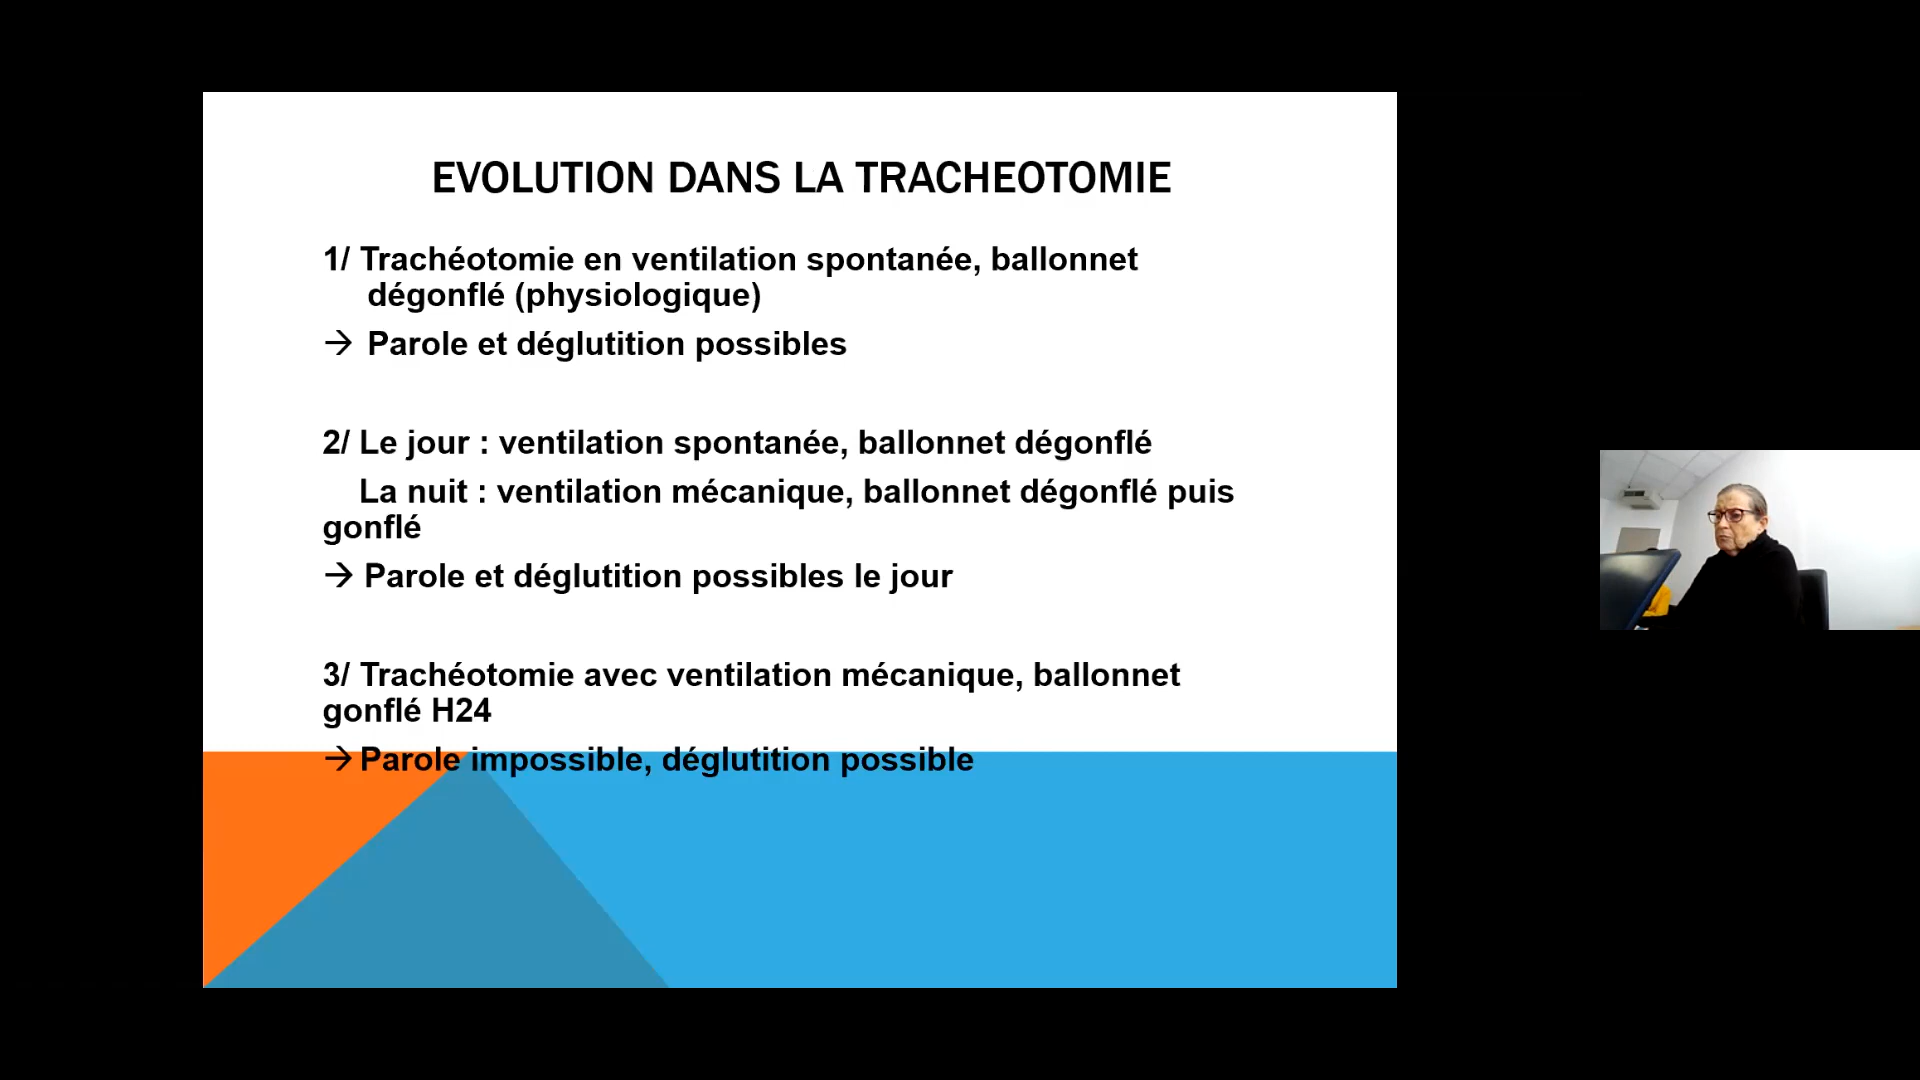 EVOLUTION DANS LA TRACHEOTOMIE
1/ Trachéotomie en ventilation spontanée, ballonnet
dégonflé (physiologique)
→ Parole et déglutition possibles
2/ Le jour : ventilation spontanée, ballonnet dégonflé
La nuit : ventilation mécanique, ballonnet dégonflé puis
gonflé
→ Parole et déglutition possibles le jour
3/ Trachéotomie avec ventilation mécanique, ballonnet
gonflé H24
→ Parole impossible, déglutition possible